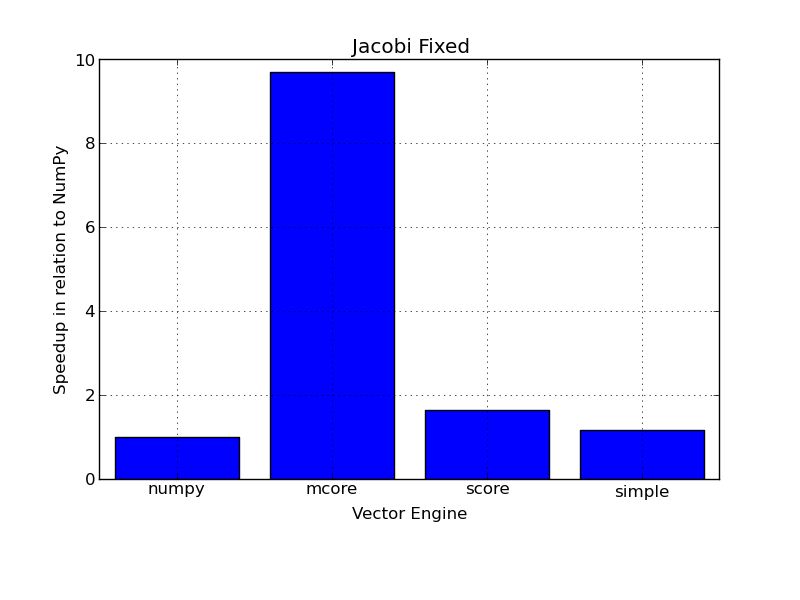 Jacobi Fixed
Speedup in relation to NumPy
10
8
6
4
2
0
numpy mcore score simple
Vector Engine